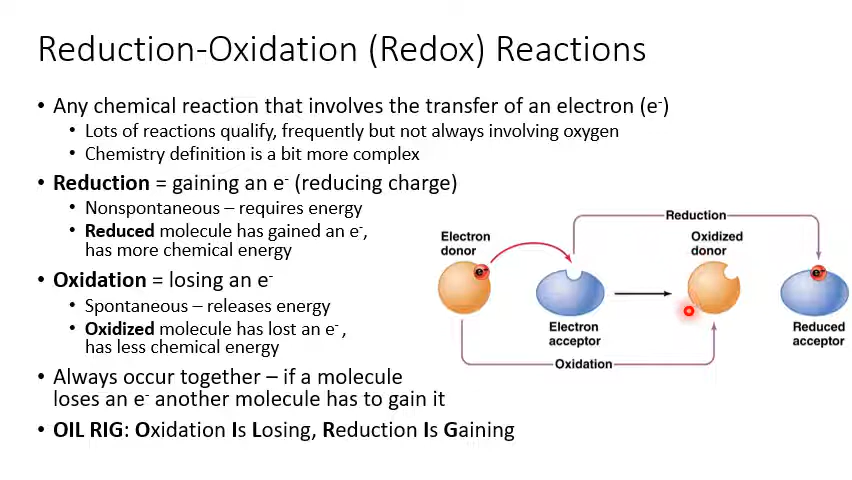 Reduction-Oxidation (Redox) Reactions
• Any chemical reaction that involves the transfer of an electron (e⁻)
• Lots of reactions qualify, frequently but not always involving oxygen
• Chemistry definition is a bit more complex
• Reduction = gaining an e⁻ (reducing charge)
• Nonspontaneous – requires energy
• Reduced molecule has gained an e⁻,
has more chemical energy
• Oxidation = losing an e⁻
• Spontaneous – releases energy
• Oxidized molecule has lost an e⁻ ,
has less chemical energy
• Always occur together – if a molecule
loses an e⁻ another molecule has to gain it
• OIL RIG: Oxidation Is Losing, Reduction Is Gaining
Reduction
Electron
donor
Oxidized
donor
e⁻
e⁻
Electron
acceptor
Reduced
acceptor
Oxidation